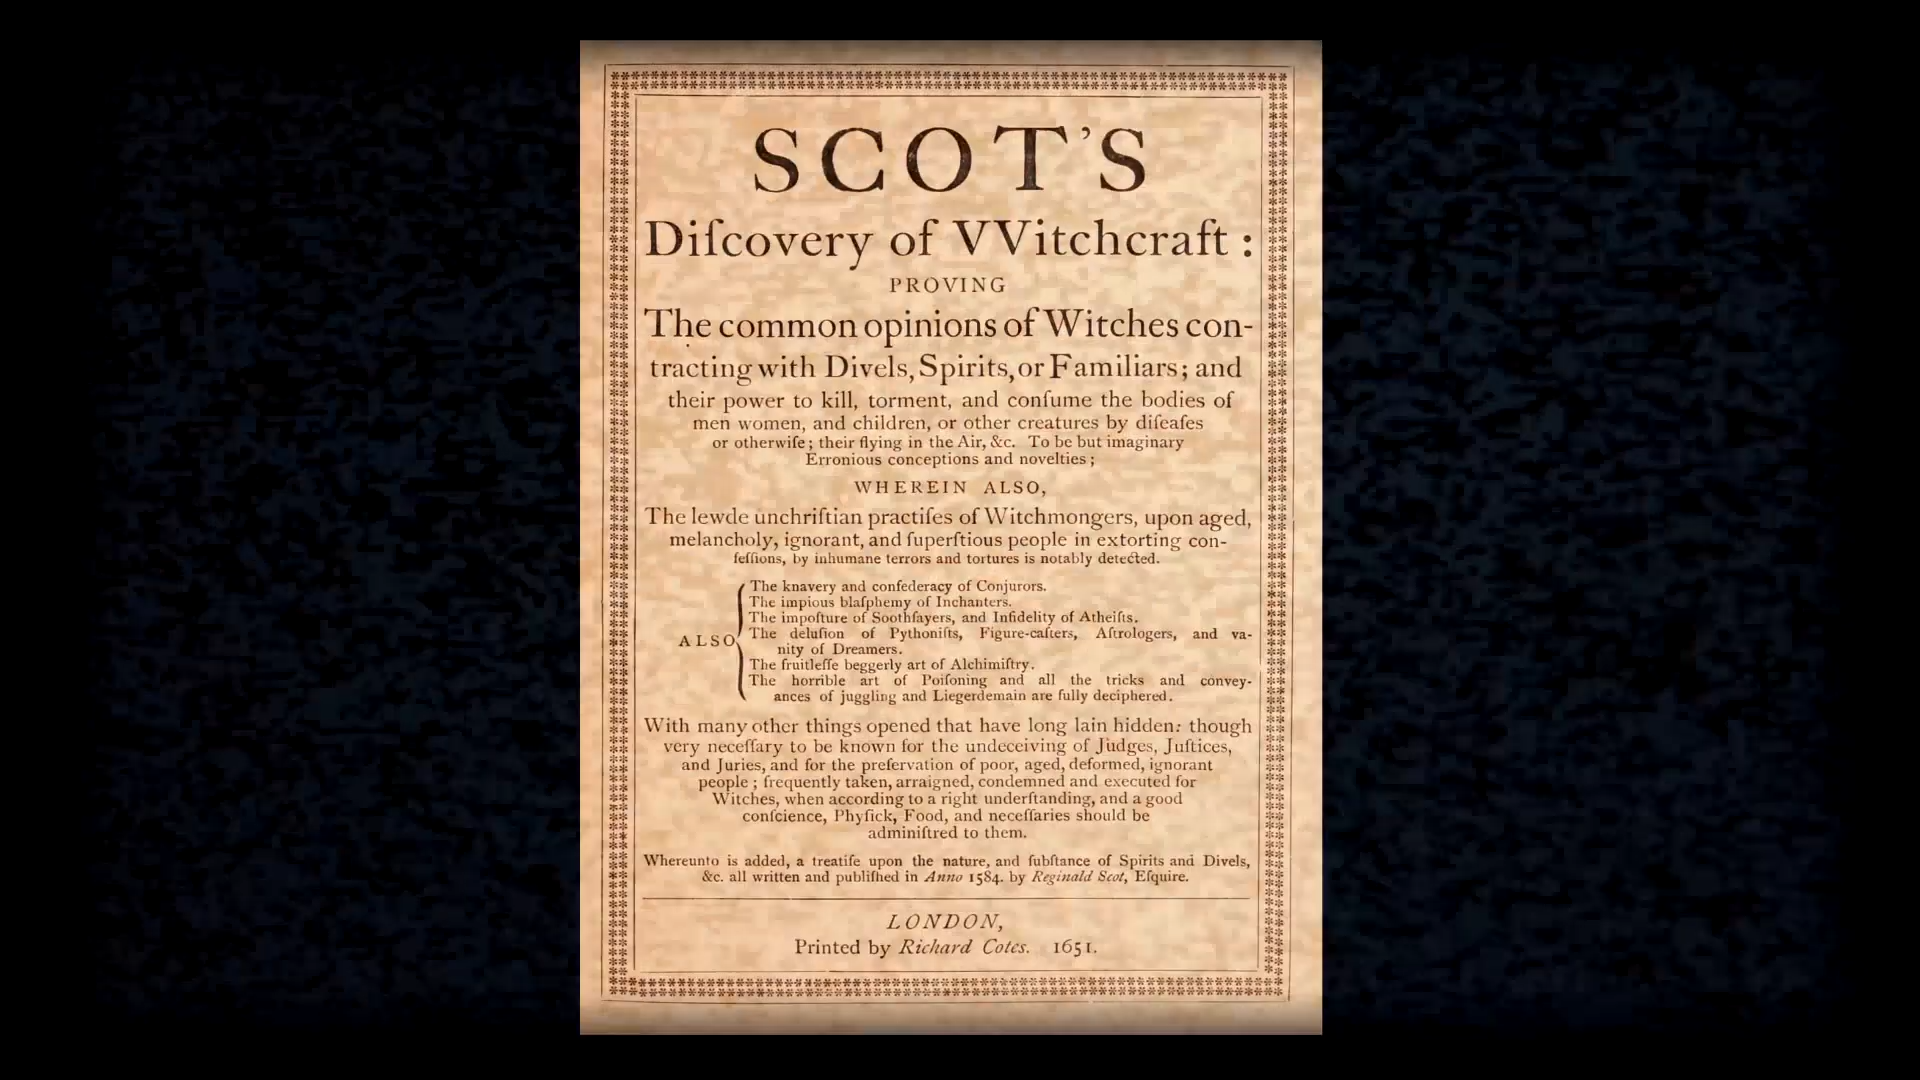 SCOT'S
Diſcovery of VVitchcraft :
PROVING
The common opinions of Witches con-
tracting with Divels, Spirits, or Familiars; and
their power to kill, torment, and conſume the bodies of
men women, and children, or other creatures by diſeaſes
or otherwiſe; their flying in the Air, &c. To be but imaginary
Erronious conceptions and novelties;
WHEREIN ALSO,
The lewde unchriſtian practiſes of Witchmongers, upon aged,
melancholy, ignorant, and ſuperſtious people in extorting con-
feſſions, by inhumane terrors and tortures is notably detected.
ALSO
The knavery and confederacy of Conjurors.
The impious blaſphemy of Inchanters.
The impoſture of Soothſayers, and Infidelity of Atheiſts.
The deluſion of Pythoniſts, Figure-caſters, Aſtrologers, and va-
nity of Dreamers.
The fruitleſſe beggerly art of Alchimiſtry.
The horrible art of Poiſoning and all the tricks and convey-
ances of juggling and Liegerdemain are fully deciphered.
With many other things opened that have long lain hidden: though
very neceſſary to be known for the undeceiving of Judges, Juſtices,
and Juries, and for the preſervation of poor, aged, deformed, ignorant
people; frequently taken, arraigned, condemned and executed for
Witches, when according to a right underſtanding, and a good
conſcience, Phyſick, Food, and neceſſaries should be
adminiſtred to them.
Whereunto is added, a treatiſe upon the nature, and ſubſtance of Spirits and Divels,
&c. all written and publiſhed in Anno 1584. by Reginald Scot, Eſquire.
LONDON,
Printed by Richard Cotes. 1651.